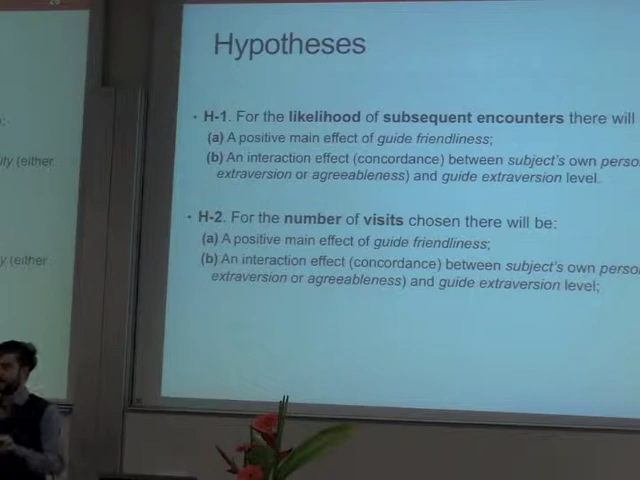 Hypotheses
• H-1. For the likelihood of subsequent encounters there will
(a) A positive main effect of guide friendliness;
(b) An interaction effect (concordance) between subject's own perso
extraversion or agreeableness) and guide extraversion level.
• H-2. For the number of visits chosen there will be:
(a) A positive main effect of guide friendliness;
(b) An interaction effect (concordance) between subject's own perso
extraversion or agreeableness) and guide extraversion level;
ity (either
y (either